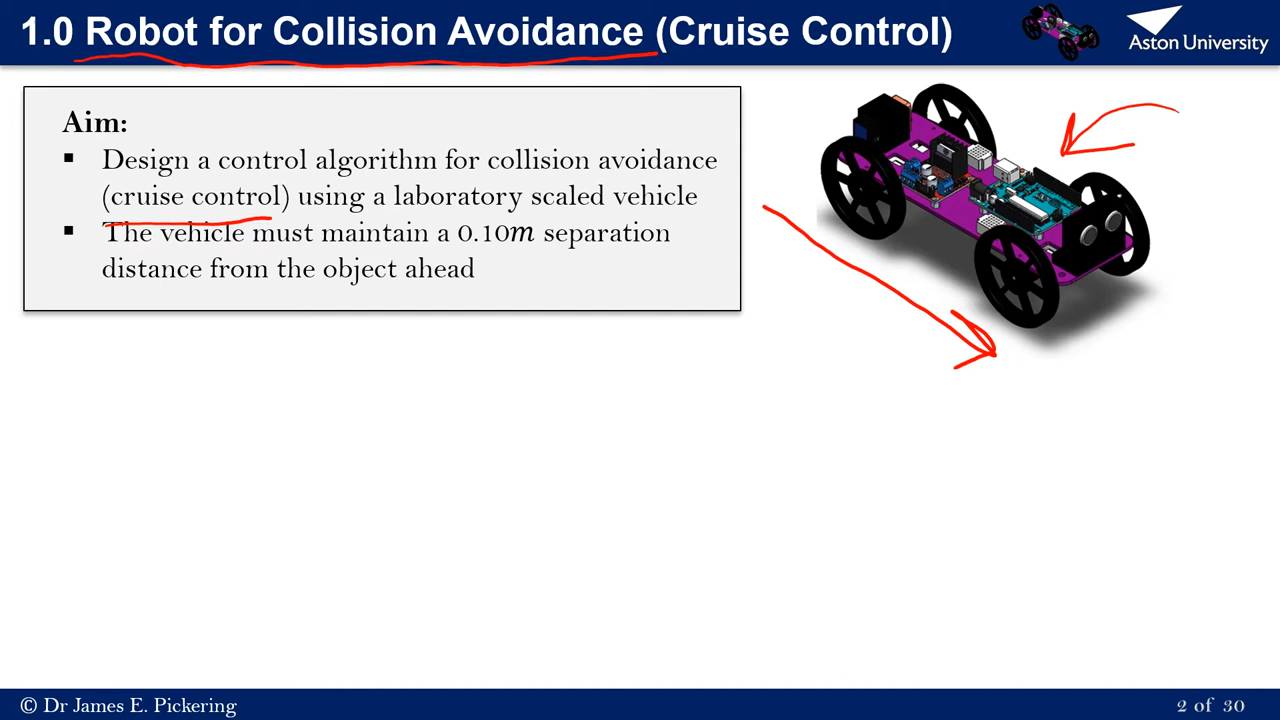 1.0 Robot for Collision Avoidance (Cruise Control)
Aston University
Aim:
▪ Design a control algorithm for collision avoidance
(cruise control) using a laboratory scaled vehicle
▪ The vehicle must maintain a 0.10m separation
distance from the object ahead
© Dr James E. Pickering
2 of 30